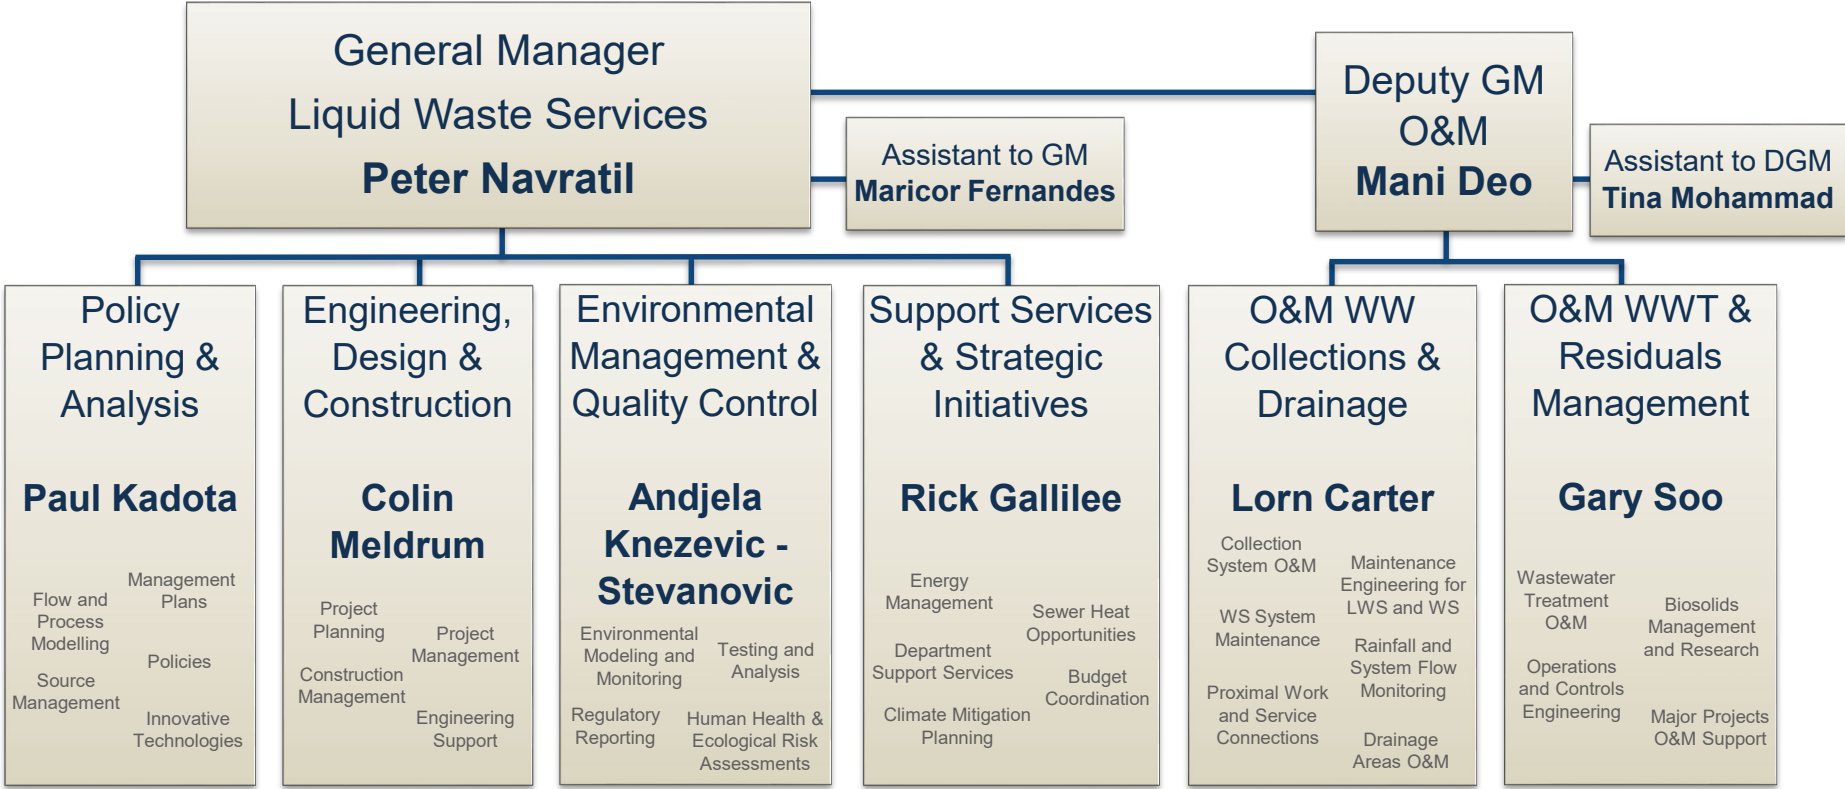 General Manager
Liquid Waste Services
Peter Navratil
Assistant to GM
Maricor Fernandes
Deputy GM
O&M
Mani Deo
Assistant to DGM
Tina Mohammad
Policy
Planning &
Analysis
Paul Kadota
Flow and
Process
Modelling
Management
Plans
Policies
Source
Management
Innovative
Technologies
Engineering,
Design &
Construction
Colin
Meldrum
Project
Planning
Project
Management
Construction
Management
Engineering
Support
Environmental
Management &
Quality Control
Andjela
Knezevic -
Stevanovic
Environmental
Modeling and
Monitoring
Testing and
Analysis
Regulatory
Reporting
Human Health &
Ecological Risk
Assessments
Support Services
& Strategic
Initiatives
Rick Gallilee
Energy
Management
Sewer Heat
Opportunities
Department
Support Services
Budget
Coordination
Climate Mitigation
Planning
O&M WW
Collections &
Drainage
Lorn Carter
Collection
System O&M
Maintenance
Engineering for
LWS and WS
WS System
Maintenance
Rainfall and
System Flow
Monitoring
Proximal Work
and Service
Connections
Drainage
Areas O&M
O&M WWT &
Residuals
Management
Gary Soo
Wastewater
Treatment
O&M
Biosolids
Management
and Research
Operations
and Controls
Engineering
Major Projects
O&M Support